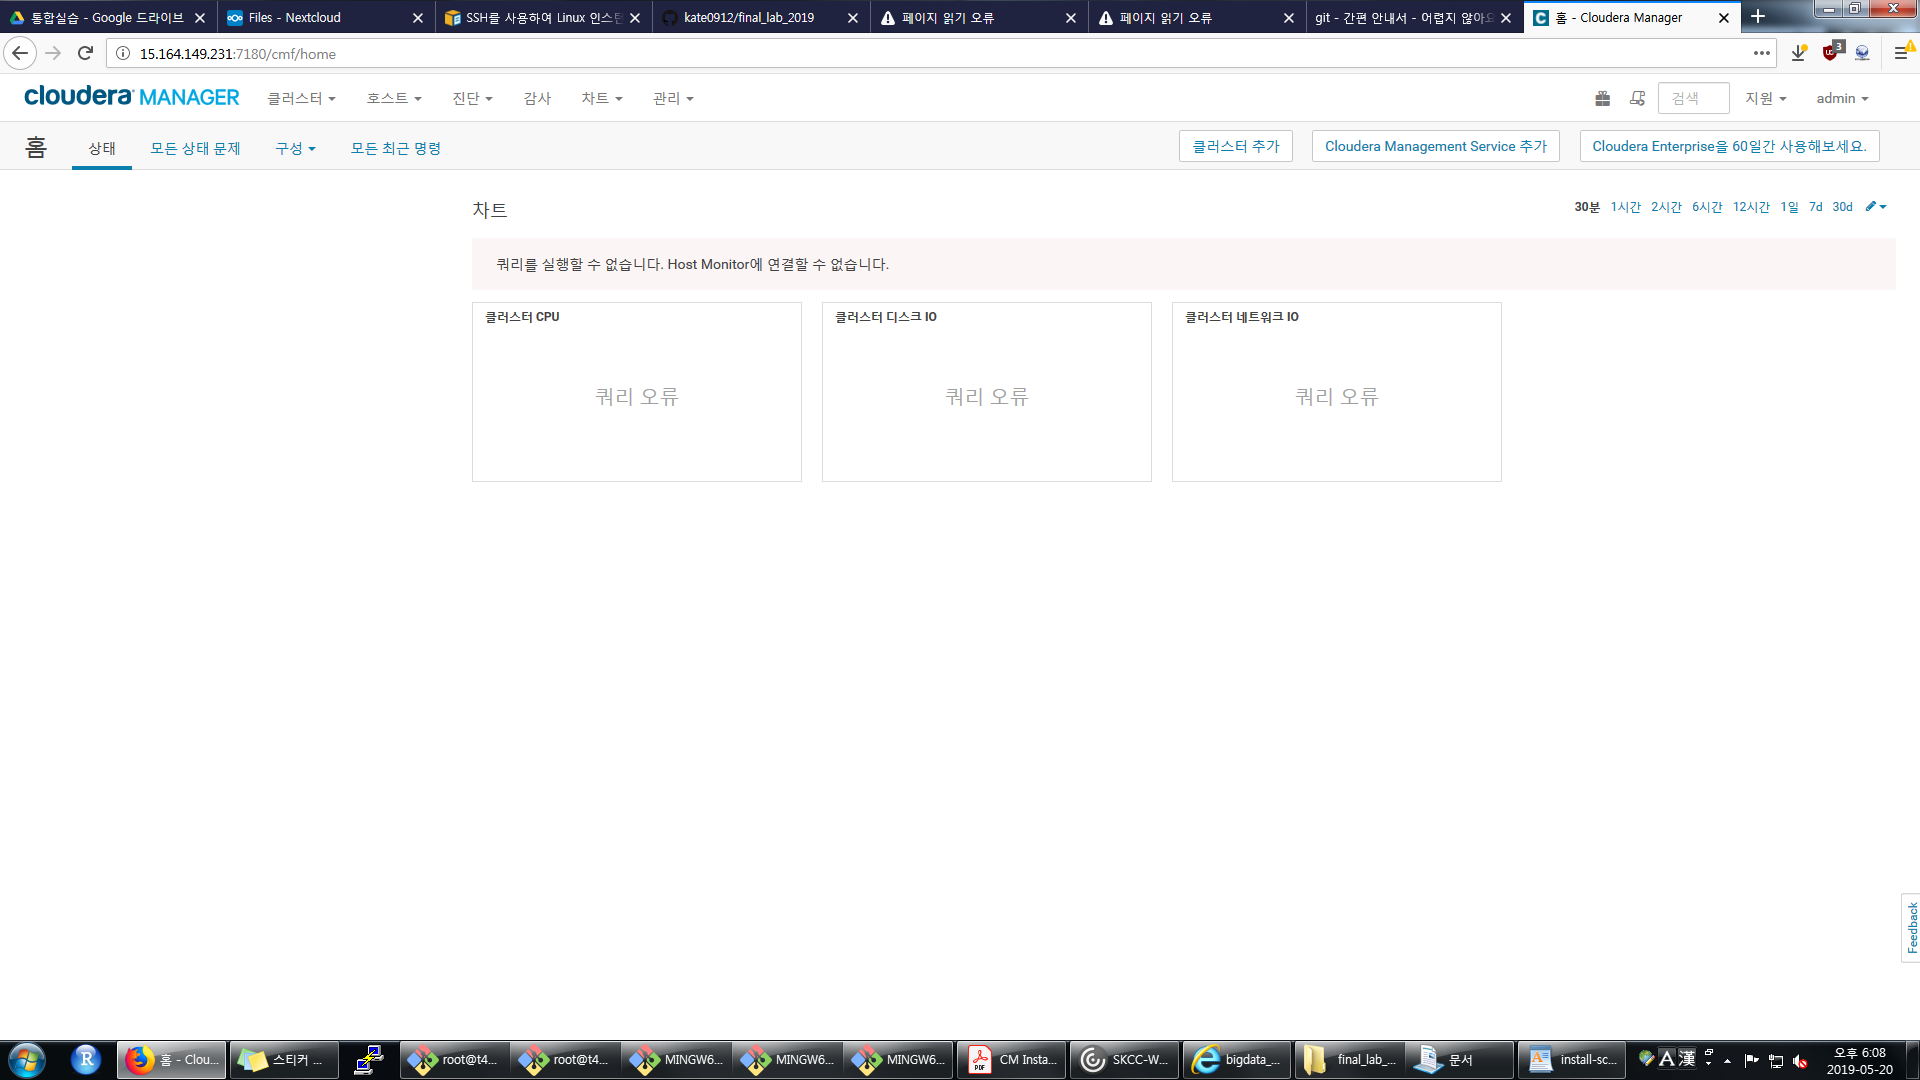 통합실습 - Google 드라이브
Files - Nextcloud
SSH를 사용하여 Linux 인스턴
kate0912/final_lab_2019
페이지 읽기 오류
페이지 읽기 오류
git - 간편 안내서 - 어렵지 않아요
홈 - Cloudera Manager
15.164.149.231:7180/cmf/home
3
cloudera MANAGER
클러스터
호스트
진단
감사
차트
관리
검색
지원
admin
홈
상태
모든 상태 문제
구성
모든 최근 명령
클러스터 추가
Cloudera Management Service 추가
Cloudera Enterprise을 60일간 사용해보세요.
차트
30분 1시간 2시간 6시간 12시간 1일 7d 30d
쿼리를 실행할 수 없습니다. Host Monitor에 연결할 수 없습니다.
클러스터 CPU
쿼리 오류
클러스터 디스크 IO
쿼리 오류
클러스터 네트워크 IO
쿼리 오류
Feedback
홈 - Clou...
스티커 ...
root@t4...
root@t4...
MINGW6...
MINGW6...
MINGW6...
CM Insta...
SKCC-W...
bigdata_...
final_lab_...
문서
install-sc...
A 漢
오후 6:08
2019-05-20